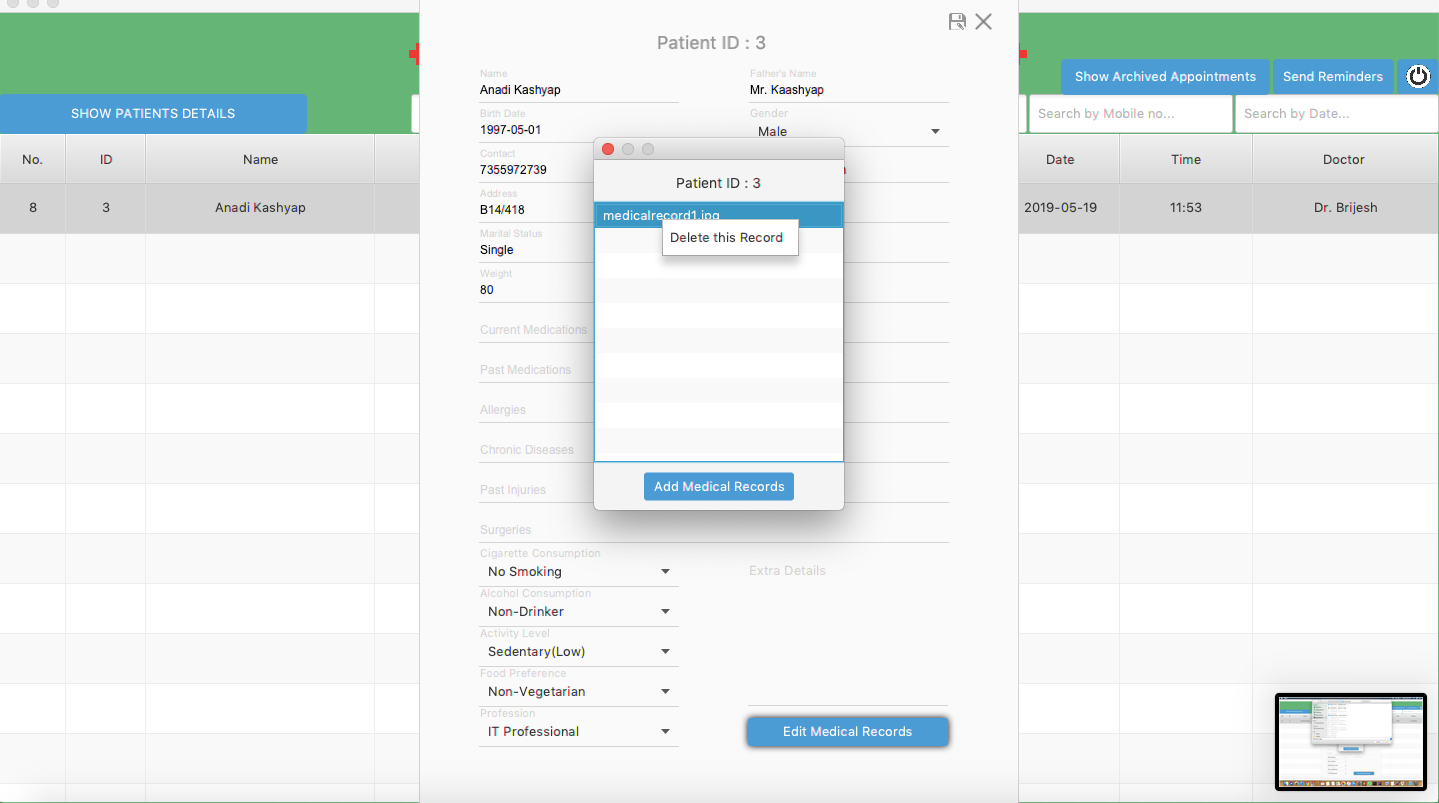 Patient ID : 3
Name
Anadi Kashyap
Father's Name
Mr. Kaashyap
Birth Date
1997-05-01
Gender
Male
Contact
7355972739
Address
B14/418
Marital Status
Single
Weight
80
Current Medications
Past Medications
Allergies
Chronic Diseases
Past Injuries
Surgeries
Cigarette Consumption
No Smoking
Alcohol Consumption
Non-Drinker
Activity Level
Sedentary(Low)
Food Preference
Non-Vegetarian
Profession
IT Professional
Extra Details
Edit Medical Records
Patient ID : 3
medicalrecord1.jpg
Delete this Record
Add Medical Records
Show Archived Appointments
Send Reminders
SHOW PATIENTS DETAILS
Search by Mobile no...
Search by Date...
No. ID Name Date Time Doctor
8 3 Anadi Kashyap 2019-05-19 11:53 Dr. Brijesh